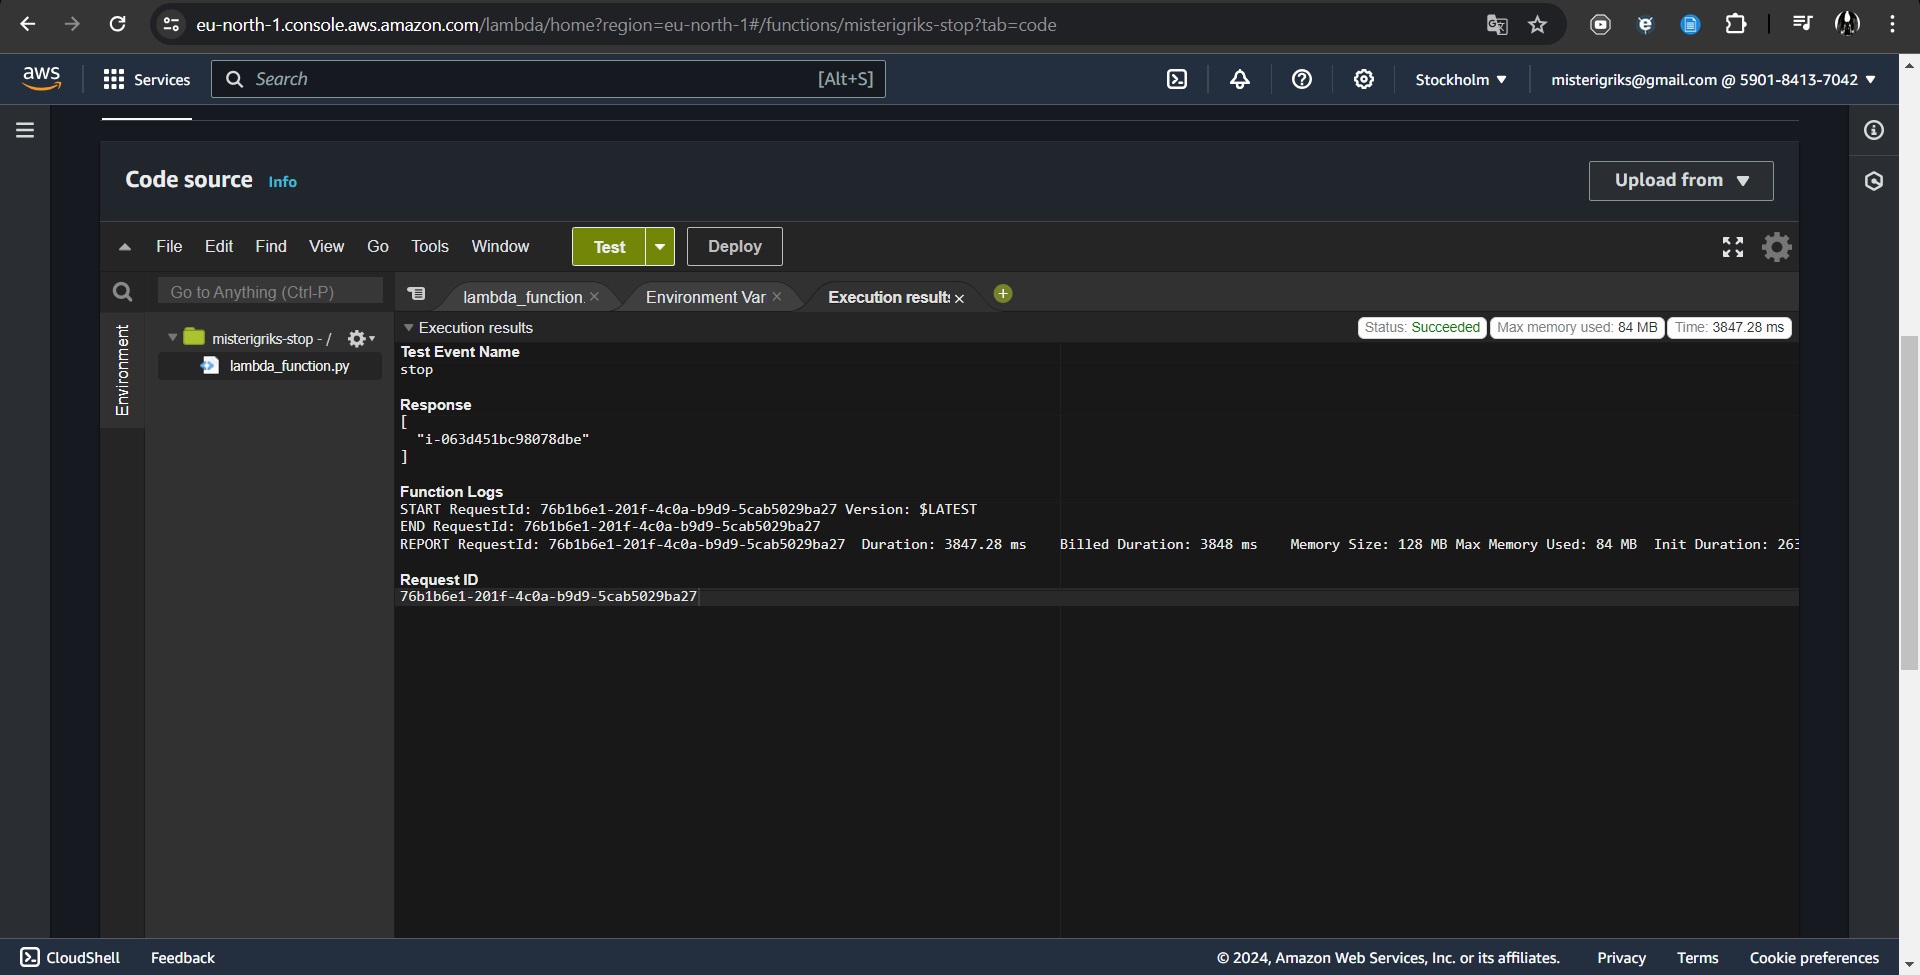 eu-north-1.console.aws.amazon.com/lambda/home?region=eu-north-1#/functions/misterigriks-stop?tab=code
aws
Services
Search
[Alt+S]
Stockholm
misterigriks@gmail.com @ 5901-8413-7042
Code source Info
Upload from
File Edit Find View Go Tools Window
Test
Deploy
Go to Anything (Ctrl-P)
lambda_function.
Environment Var
Execution results
Environment
misterigriks-stop - /
lambda_function.py
Execution results
Status: Succeeded
Max memory used: 84 MB
Time: 3847.28 ms
Test Event Name
stop
Response
[
"i-063d451bc98078dbe"
]
Function Logs
START RequestId: 76b1b6e1-201f-4c0a-b9d9-5cab5029ba27 Version: $LATEST
END RequestId: 76b1b6e1-201f-4c0a-b9d9-5cab5029ba27
REPORT RequestId: 76b1b6e1-201f-4c0a-b9d9-5cab5029ba27 Duration: 3847.28 ms Billed Duration: 3848 ms Memory Size: 128 MB Max Memory Used: 84 MB Init Duration: 263
Request ID
76b1b6e1-201f-4c0a-b9d9-5cab5029ba27
CloudShell
Feedback
© 2024, Amazon Web Services, Inc. or its affiliates.
Privacy
Terms
Cookie preferences